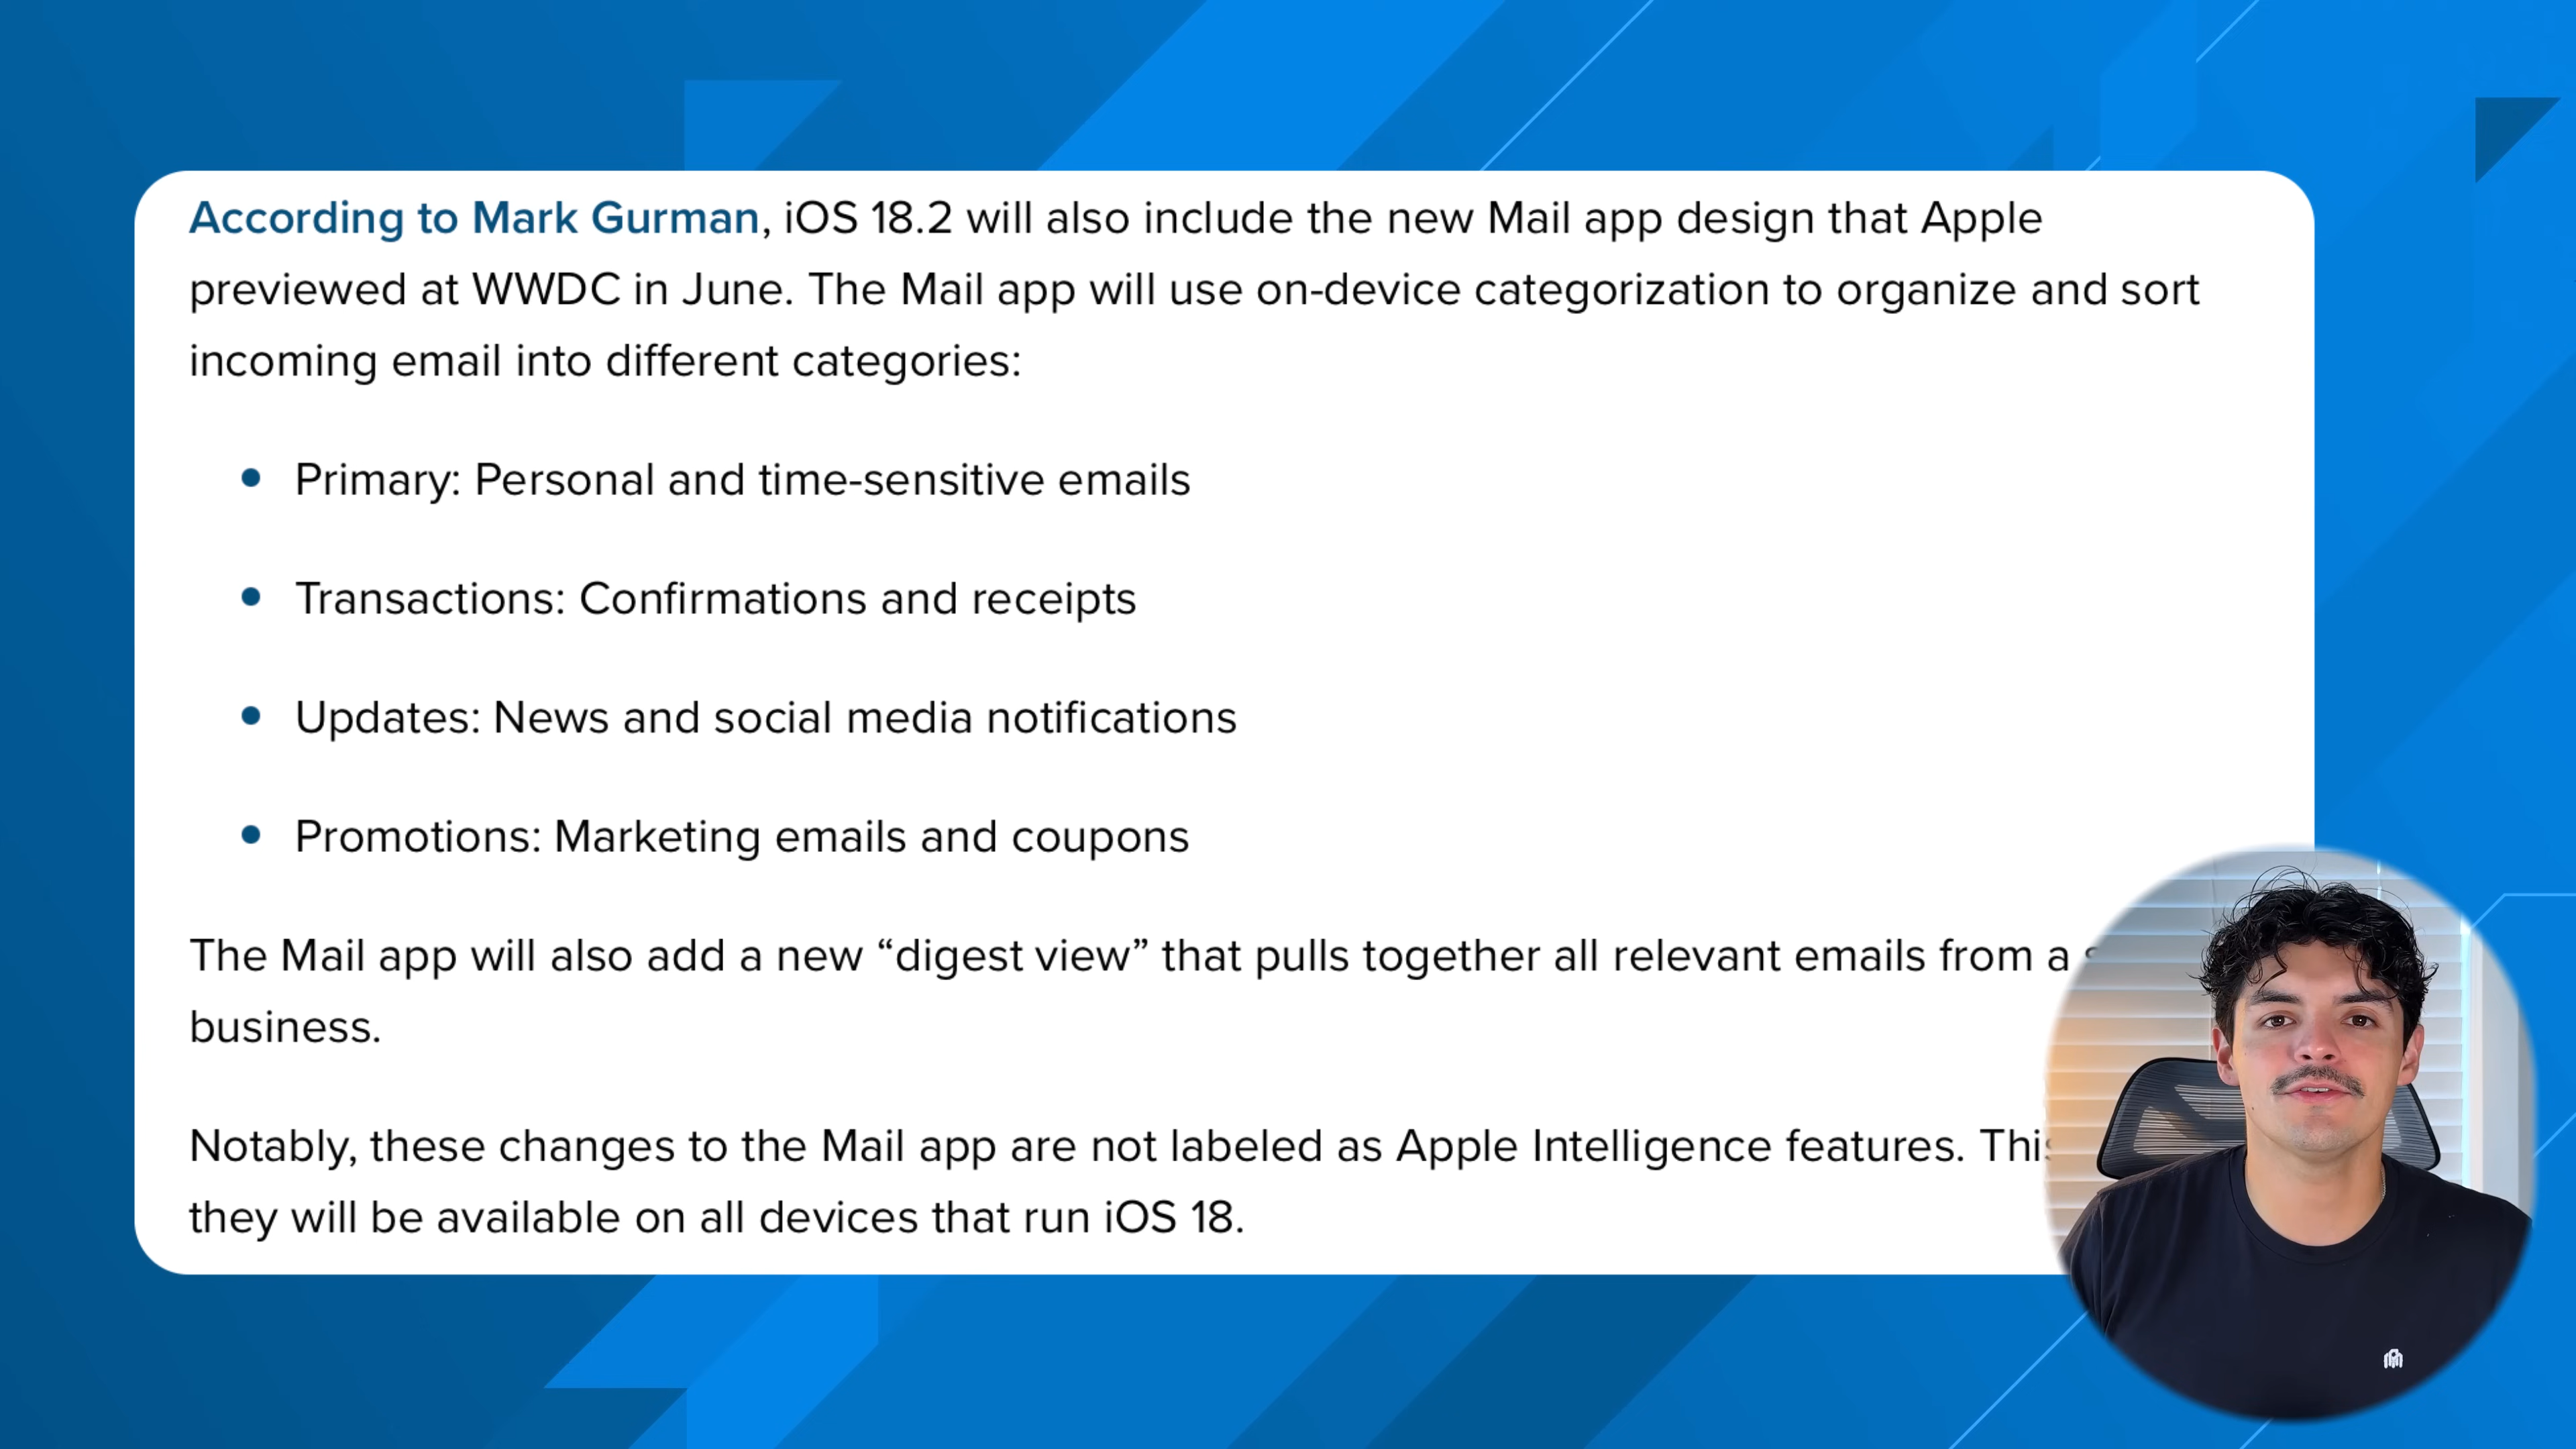 According to Mark Gurman, iOS 18.2 will also include the new Mail app design that Apple
previewed at WWDC in June. The Mail app will use on-device categorization to organize and sort
incoming email into different categories:
• Primary: Personal and time-sensitive emails
• Transactions: Confirmations and receipts
• Updates: News and social media notifications
• Promotions: Marketing emails and coupons
The Mail app will also add a new “digest view” that pulls together all relevant emails from a
business.
Notably, these changes to the Mail app are not labeled as Apple Intelligence features.
they will be available on all devices that run iOS 18.